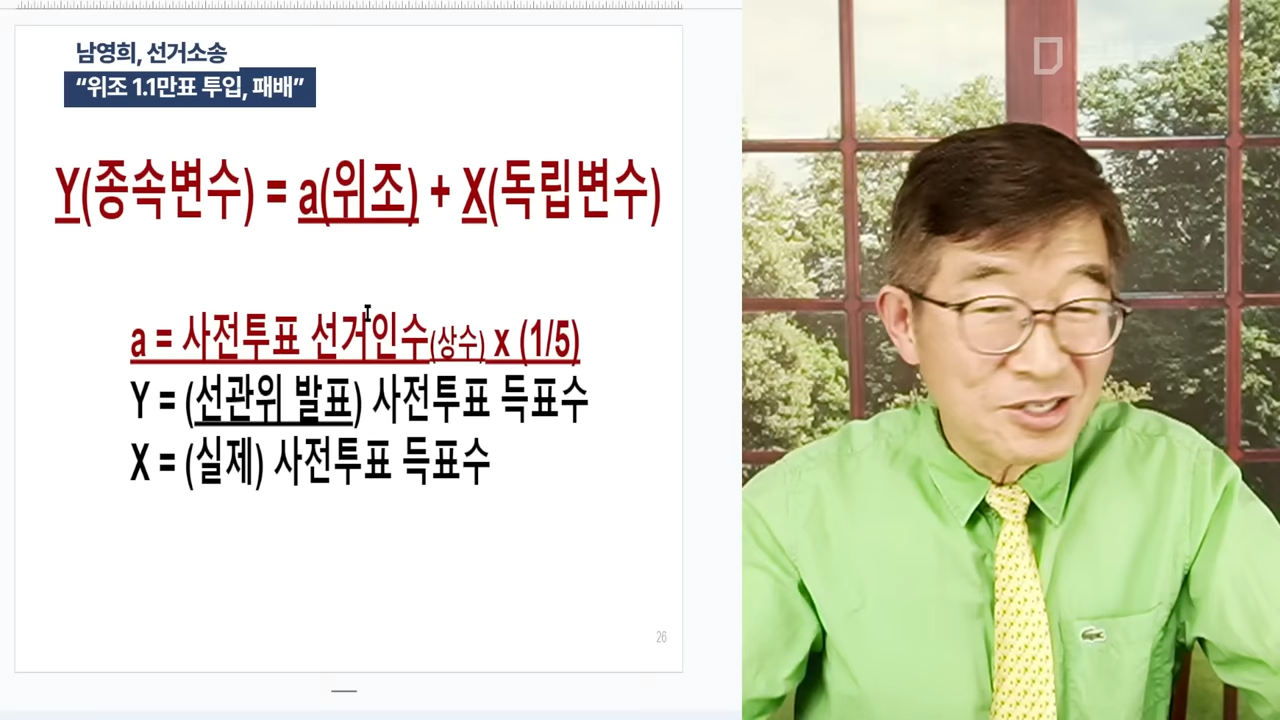 남영희, 선거소송
“위조 1.1만표 투입, 패배”
Y(종속변수) = a(위조) + X(독립변수)
a = 사전투표 선거인수(상수) x (1/5)
Y = (선관위 발표) 사전투표 득표수
X = (실제) 사전투표 득표수
26